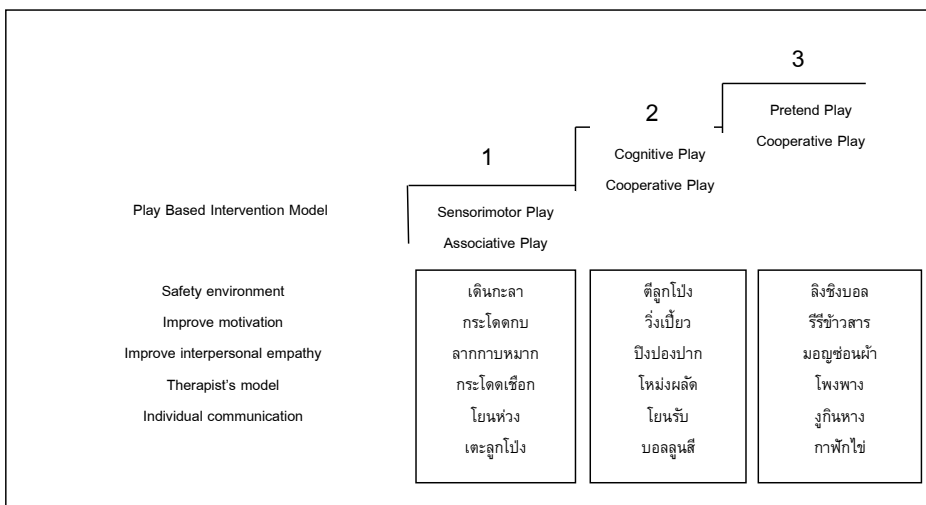 3
Pretend Play
Cooperative Play
2
Cognitive Play
Cooperative Play
1
Sensorimotor Play
Associative Play
Play Based Intervention Model
Safety environment
Improve motivation
Improve interpersonal empathy
Therapist's model
Individual communication
เดินกะลา
กระโดดกบ
ลากกาบหมาก
กระโดดเชือก
โยนห่วง
เตะลูกโป่ง
ตีลูกโป่ง
วิ่งเปี้ยว
ปิงปองปาก
โหม่งผลัด
โยนรับ
บอลลูนสี
ลิงชิงบอล
รีรีข้าวสาร
มอญซ่อนผ้า
โพงพาง
งูกินหาง
กาฟักไข่